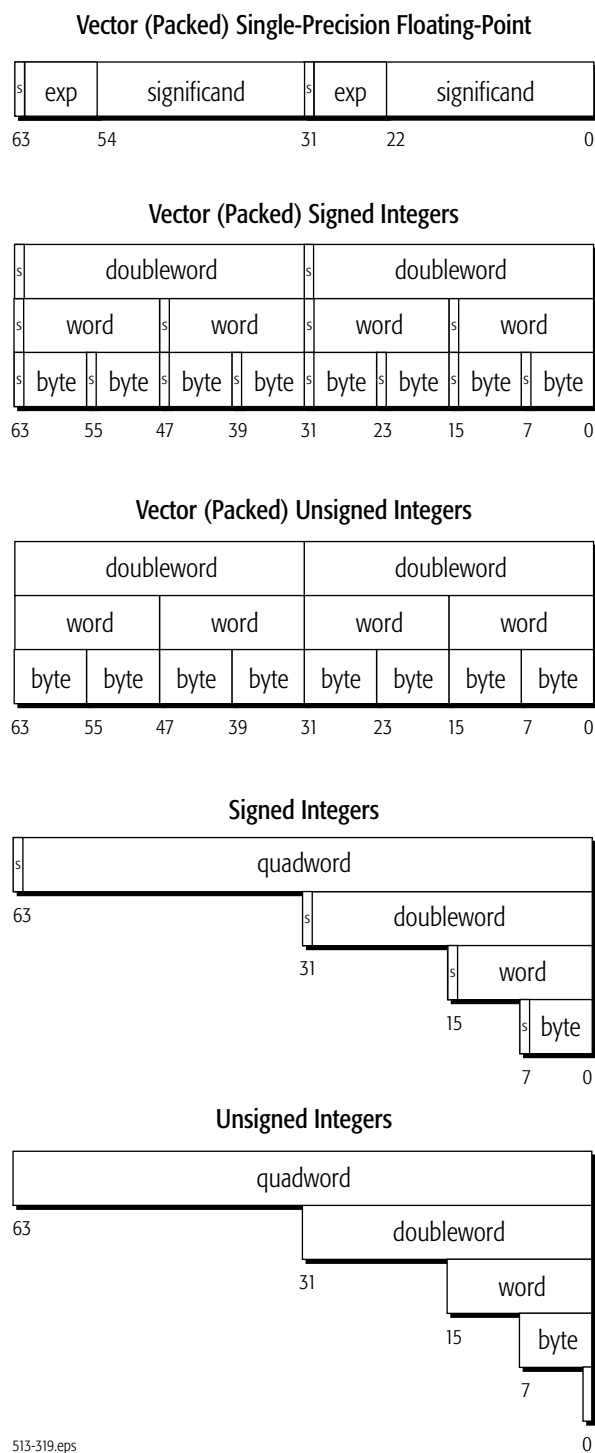 Vector (Packed) Single-Precision Floating-Point
s exp significand s exp significand
63 54 31 22 0
Vector (Packed) Signed Integers
s doubleword s doubleword
s word s word s word s word
s byte s byte s byte s byte s byte s byte s byte s byte
63 55 47 39 31 23 15 7 0
Vector (Packed) Unsigned Integers
doubleword doubleword
word word word word
byte byte byte byte byte byte byte byte
63 55 47 39 31 23 15 7 0
Signed Integers
s quadword
63 s doubleword
31 s word
15 s byte
7 0
Unsigned Integers
quadword
63 doubleword
31 word
15 byte
7
513-319.eps 0